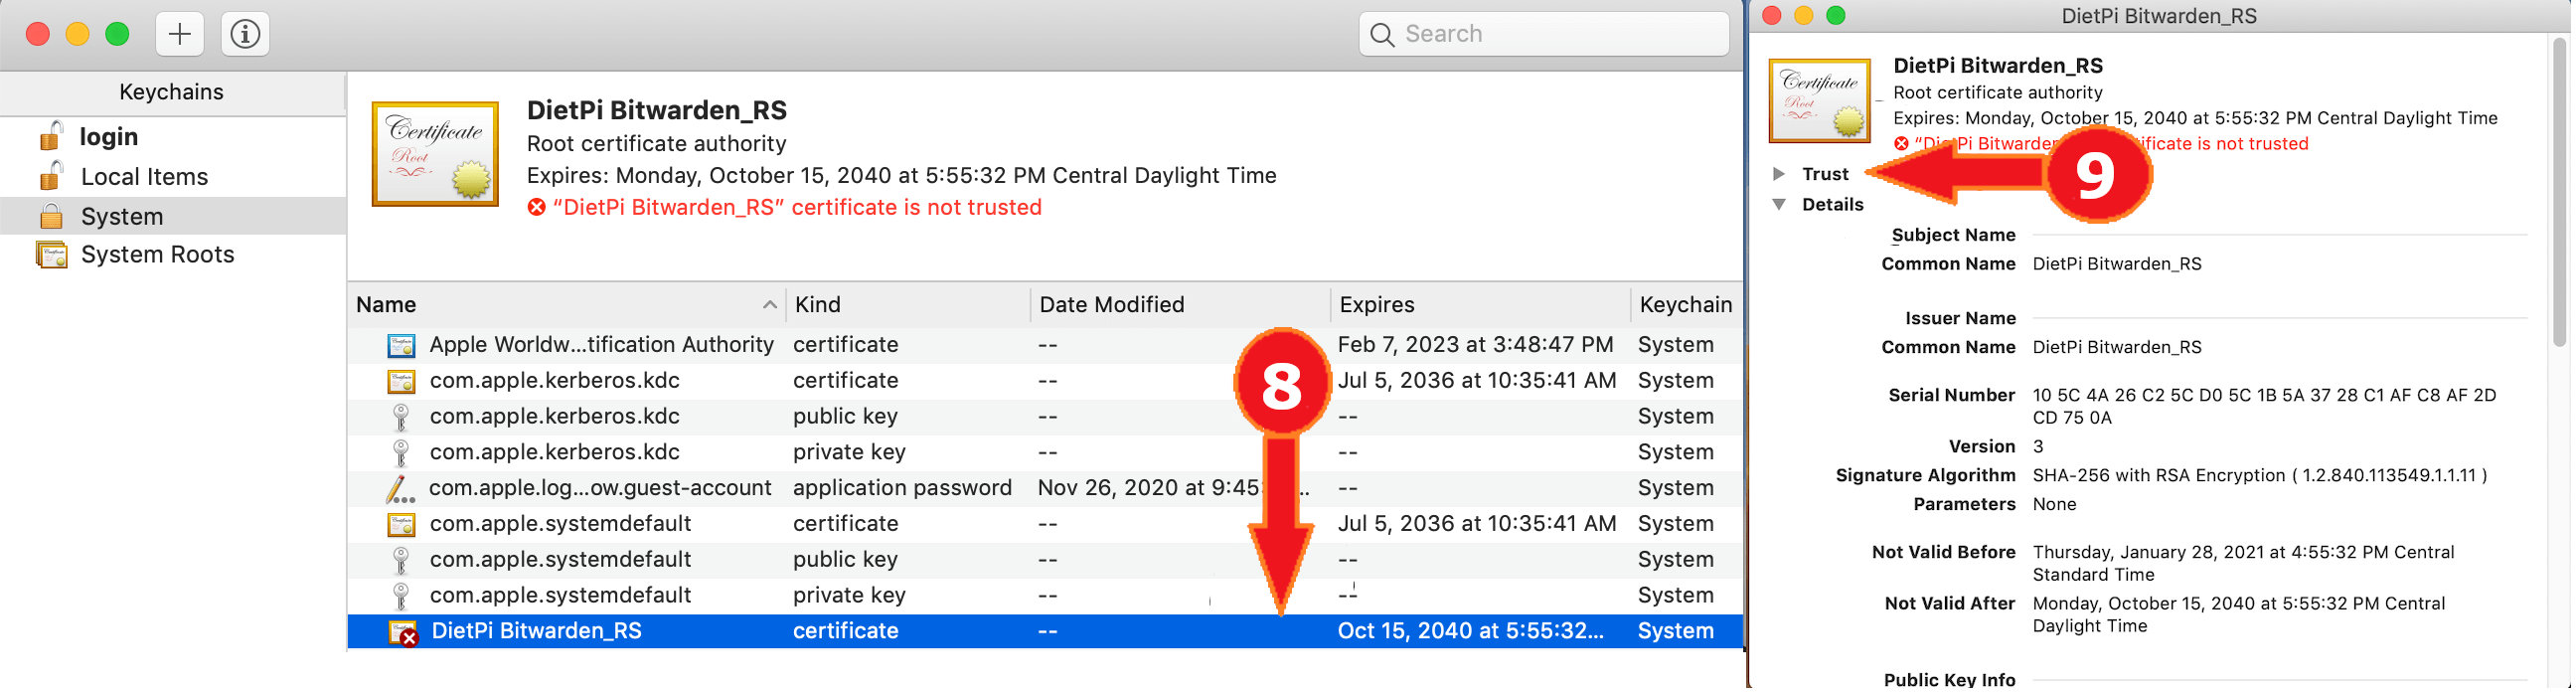 Search
Keychains
login
Local Items
System
System Roots
Certificate
Root
DietPi Bitwarden_RS
Root certificate authority
Expires: Monday, October 15, 2040 at 5:55:32 PM Central Daylight Time
“DietPi Bitwarden_RS” certificate is not trusted
Name Kind Date Modified Expires Keychain
Apple Worldw...tification Authority certificate -- Feb 7, 2023 at 3:48:47 PM System
com.apple.kerberos.kdc certificate -- Jul 5, 2036 at 10:35:41 AM System
com.apple.kerberos.kdc public key -- -- System
com.apple.kerberos.kdc private key -- -- System
com.apple.log...ow.guest-account application password Nov 26, 2020 at 9:45 .. -- System
com.apple.systemdefault certificate -- Jul 5, 2036 at 10:35:41 AM System
com.apple.systemdefault public key -- -- System
com.apple.systemdefault private key -- -- System
DietPi Bitwarden_RS certificate -- Oct 15, 2040 at 5:55:32... System
8
DietPi Bitwarden_RS
Certificate
Root
DietPi Bitwarden_RS
Root certificate authority
Expires: Monday, October 15, 2040 at 5:55:32 PM Central Daylight Time
Pi Bitwarden is not trusted
9
Trust
Details
Subject Name
Common Name DietPi Bitwarden_RS
Issuer Name
Common Name DietPi Bitwarden_RS
Serial Number 10 5C 4A 26 C2 5C D0 5C 1B 5A 37 28 C1 AF C8 AF 2D
CD 75 0A
Version 3
Signature Algorithm SHA-256 with RSA Encryption ( 1.2.840.113549.1.1.11 )
Parameters None
Not Valid Before Thursday, January 28, 2021 at 4:55:32 PM Central
Standard Time
Not Valid After Monday, October 15, 2040 at 5:55:32 PM Central
Daylight Time
Public Key Info